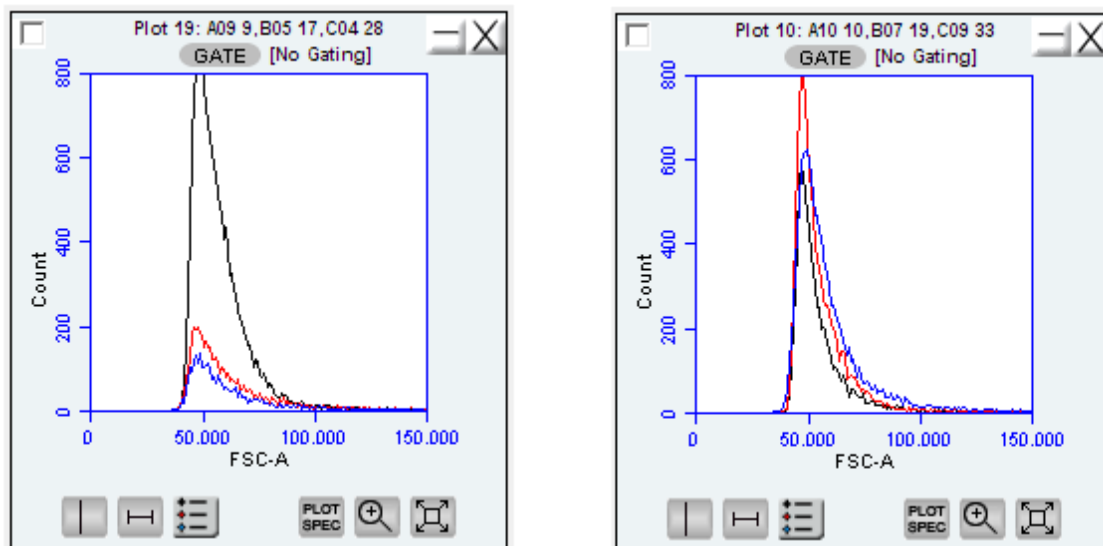 Plot 19: A09 9,B05 17,C04 28
GATE [No Gating]
800
600
400
200
0
Count
0 50.000 100.000 150.000
FSC-A
PLOT
SPEC
Plot 10: A10 10,B07 19,C09 33
GATE [No Gating]
800
600
400
200
0
Count
0 50.000 100.000 150.000
FSC-A
PLOT
SPEC